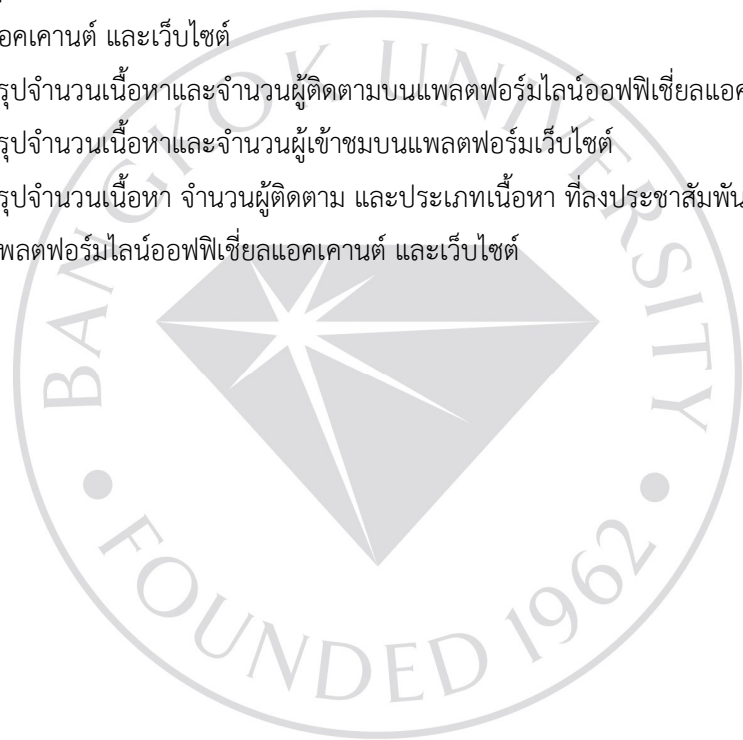 อคเคานต์ และเว็บไซต์
รุปจำนวนเนื้อหาและจำนวนผู้ติดตามบนแพลตฟอร์มไลน์ออฟฟิเชี่ยลแอค
รุปจำนวนเนื้อหาและจำนวนผู้เข้าชมบนแพลตฟอร์มเว็บไซต์
รุปจำนวนเนื้อหา จำนวนผู้ติดตาม และประเภทเนื้อหา ที่ลงประชาสัมพัน
พลตฟอร์มไลน์ออฟฟิเชี่ยลแอคเคานต์ และเว็บไซต์
BANGKOK UNIVERSITY
• FOUNDED 1962 •